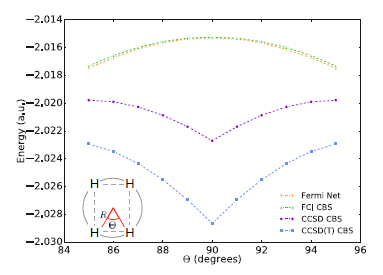 −2,014
−2,016
−2,018
−2,020
−2,022
−2,024
−2,026
−2,028
−2,030
Energy (a.u.)
84 86 88 90 92 94 96
Θ (degrees)
Fermi Net
FCI CBS
CCSD CBS
CCSD(T) CBS
H H
R
Θ
H H